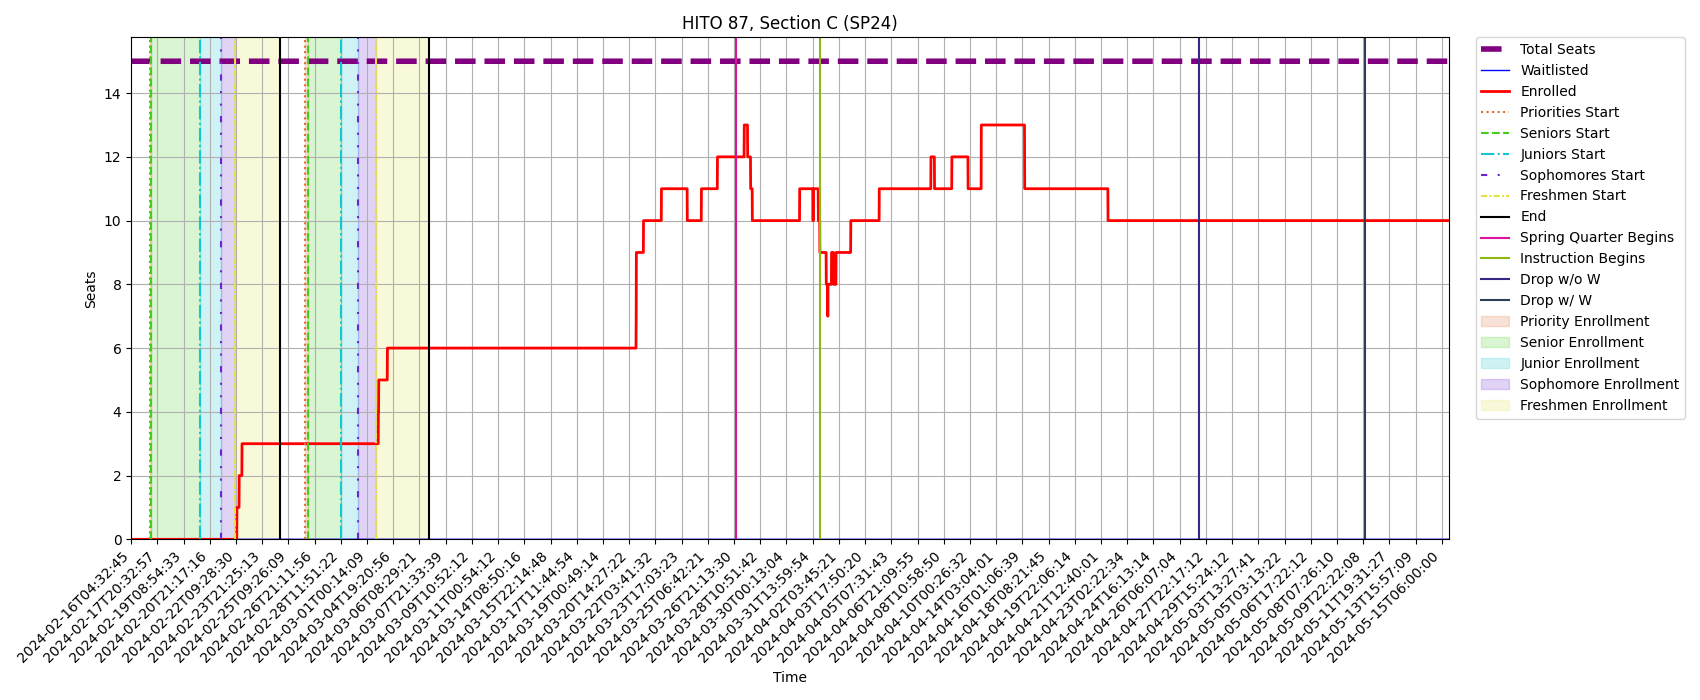 HITO 87, Section C (SP24)
Total Seats
Waitlisted
Enrolled
Priorities Start
Seniors Start
Juniors Start
Sophomores Start
Freshmen Start
End
Spring Quarter Begins
Instruction Begins
Drop w/o W
Drop w/ W
Priority Enrollment
Senior Enrollment
Junior Enrollment
Sophomore Enrollment
Freshmen Enrollment
Seats
14
12
10
8
6
4
2
0
2024-02-16T04:32:45
2024-02-17T20:32:57
2024-02-19T08:54:33
2024-02-20T21:17:16
2024-02-22T09:28:30
2024-02-23T21:25:13
2024-02-25T09:26:09
2024-02-26T21:11:56
2024-02-28T11:51:22
2024-03-01T00:14:09
2024-03-04T19:20:56
2024-03-06T08:29:21
2024-03-07T21:33:39
2024-03-09T10:52:12
2024-03-11T00:54:12
2024-03-14T08:50:16
2024-03-15T22:14:48
2024-03-17T11:44:54
2024-03-19T00:49:14
2024-03-20T14:27:22
2024-03-22T03:41:32
2024-03-23T17:03:23
2024-03-25T06:42:21
2024-03-26T21:13:30
2024-03-28T10:51:42
2024-03-30T00:13:04
2024-03-31T13:59:54
2024-04-02T03:45:21
2024-04-03T17:50:20
2024-04-05T07:31:43
2024-04-06T21:09:55
2024-04-08T10:58:50
2024-04-10T00:26:32
2024-04-14T03:04:01
2024-04-16T01:06:39
2024-04-18T08:21:45
2024-04-19T22:06:14
2024-04-21T12:40:01
2024-04-23T02:22:34
2024-04-24T16:13:14
2024-04-26T06:07:04
2024-04-27T22:17:12
2024-04-29T15:24:12
2024-05-03T03:27:41
2024-05-05T03:13:22
2024-05-06T17:22:12
2024-05-08T07:26:10
2024-05-09T22:22:08
2024-05-11T19:31:27
2024-05-13T15:57:09
2024-05-15T06:00:00
Time